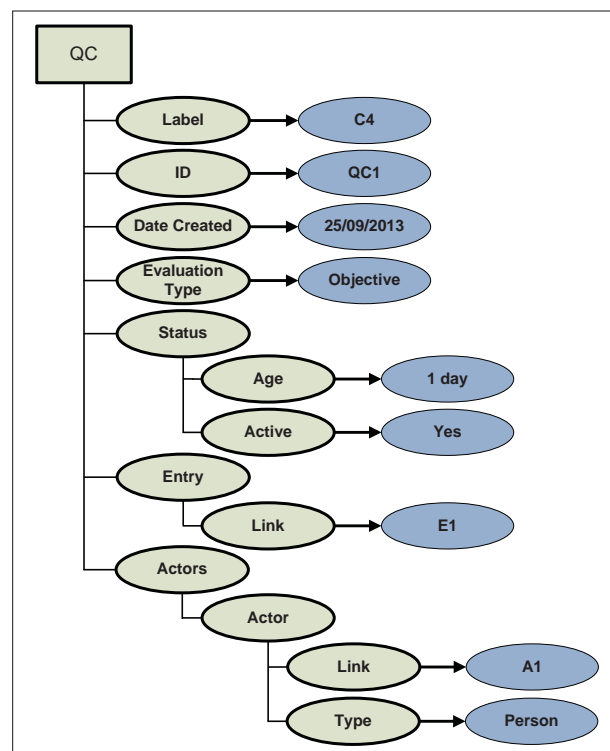 QC
Label C4
ID QC1
Date Created 25/09/2013
Evaluation
Type
Objective
Status
Age 1 day
Active Yes
Entry
Link E1
Actors
Actor
Link A1
Type Person